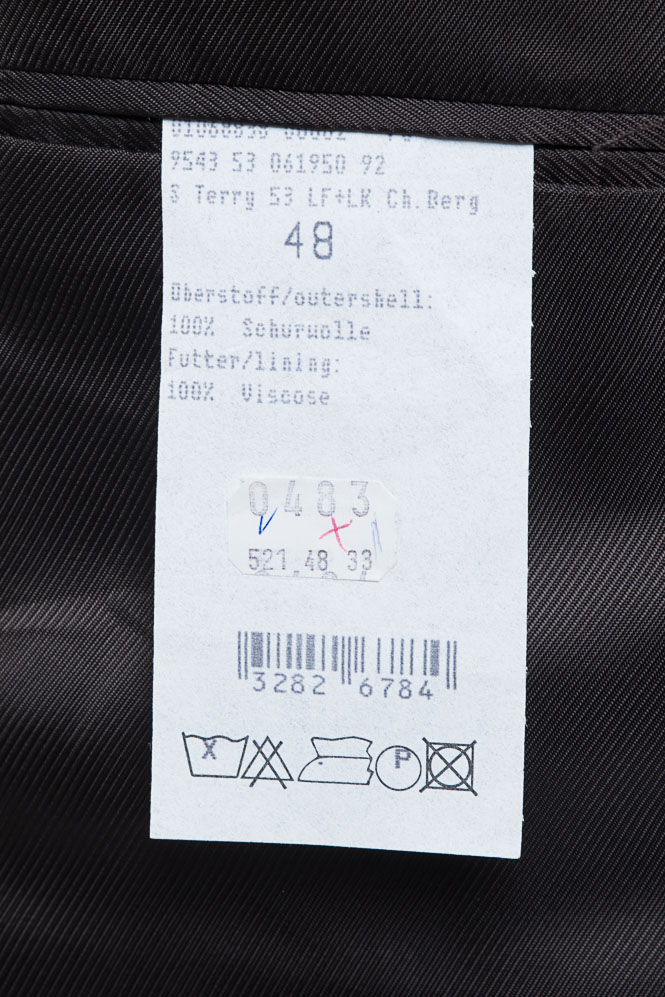 9543 53 061950 92
& Terry 53 LF+LK Ch.Berg
48
Oberstoff/outershell:
100% Schurwolle
Futter/lining:
100% Viscose
0483
521 48 33
3282 6784
X P